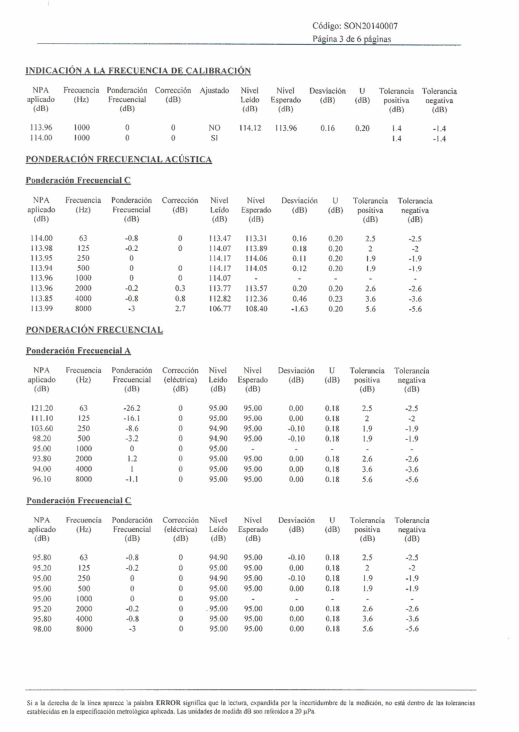 Código: SON20140007
Página 3 de 6 páginas
INDICACIÓN A LA FRECUENCIA DE CALIBRACIÓN
NPA aplicado (dB) Frecuencia (Hz) Ponderación Frecuencial (dB) Corrección (dB) Ajustado Nivel Leído (dB) Nivel Esperado (dB) Desviación (dB) U (dB) Tolerancia positiva (dB) Tolerancia negativa (dB)
113.96 1000 0 0 NO 114.12 113.96 0.16 0.20 1.4 -1.4
114.00 1000 0 0 SI 1.4 -1.4
PONDERACIÓN FRECUENCIAL ACÚSTICA
Ponderación Frecuencial C
NPA aplicado (dB) Frecuencia (Hz) Ponderación Frecuencial (dB) Corrección (dB) Nivel Leído (dB) Nivel Esperado (dB) Desviación (dB) U (dB) Tolerancia positiva (dB) Tolerancia negativa (dB)
114.00 63 -0.8 0 113.47 113.31 0.16 0.20 2.5 -2.5
113.98 125 -0.2 0 114.07 113.89 0.18 0.20 2 -2
113.95 250 0 114.17 114.06 0.11 0.20 1.9 -1.9
113.94 500 0 0 114.17 114.05 0.12 0.20 1.9 -1.9
113.96 1000 0 0 114.07 - - - - -
113.96 2000 -0.2 0.3 113.77 113.57 0.20 0.20 2.6 -2.6
113.85 4000 -0.8 0.8 112.82 112.36 0.46 0.23 3.6 -3.6
113.99 8000 -3 2.7 106.77 108.40 -1.63 0.20 5.6 -5.6
PONDERACIÓN FRECUENCIAL
Ponderación Frecuencial A
NPA aplicado (dB) Frecuencia (Hz) Ponderación Frecuencial (dB) Corrección (eléctrica) (dB) Nivel Leído (dB) Nivel Esperado (dB) Desviación (dB) U (dB) Tolerancia positiva (dB) Tolerancia negativa (dB)
121.20 63 -26.2 0 95.00 95.00 0.00 0.18 2.5 -2.5
111.10 125 -16.1 0 95.00 95.00 0.00 0.18 2 -2
103.60 250 -8.6 0 94.90 95.00 -0.10 0.18 1.9 -1.9
98.20 500 -3.2 0 94.90 95.00 -0.10 0.18 1.9 -1.9
95.00 1000 0 0 95.00 - - - - -
93.80 2000 1.2 0 95.00 95.00 0.00 0.18 2.6 -2.6
94.00 4000 1 0 95.00 95.00 0.00 0.18 3.6 -3.6
96.10 8000 -1.1 0 95.00 95.00 0.00 0.18 5.6 -5.6
Ponderación Frecuencial C
NPA aplicado (dB) Frecuencia (Hz) Ponderación Frecuencial (dB) Corrección (eléctrica) (dB) Nivel Leído (dB) Nivel Esperado (dB) Desviación (dB) U (dB) Tolerancia positiva (dB) Tolerancia negativa (dB)
95.80 63 -0.8 0 94.90 95.00 -0.10 0.18 2.5 -2.5
95.20 125 -0.2 0 95.00 95.00 0.00 0.18 2 -2
95.00 250 0 0 94.90 95.00 -0.10 0.18 1.9 -1.9
95.00 500 0 0 95.00 95.00 0.00 0.18 1.9 -1.9
95.00 1000 0 0 95.00 - - - - -
95.20 2000 -0.2 0 95.00 95.00 0.00 0.18 2.6 -2.6
95.80 4000 -0.8 0 95.00 95.00 0.00 0.18 3.6 -3.6
98.00 8000 -3 0 95.00 95.00 0.00 0.18 5.6 -5.6
Si a la derecha de la línea aparece la palabra ERROR significa que la lectura, expandida por la incertidumbre de la medición, no está dentro de las tolerancias
establecidas en la especificación metrológica aplicada. Las unidades de medida dB son referidos a 20 µPa.